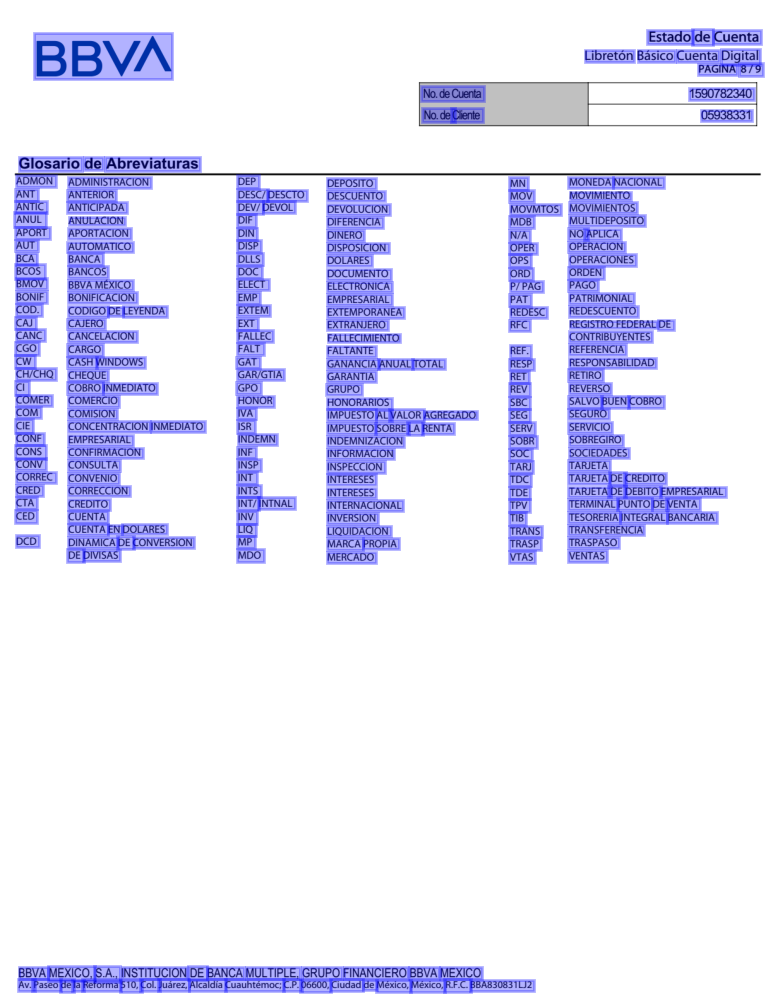 BBVA
Estado de Cuenta
Libretón Básico Cuenta Digital
PAGINA 8 / 9
No. de Cuenta 1590782340
No. de Cliente 05938331
Glosario de Abreviaturas
ADMON ADMINISTRACION
ANT ANTERIOR
ANTIC ANTICIPADA
ANUL ANULACION
APORT APORTACION
AUT AUTOMATICO
BCA BANCA
BCOS BANCOS
BMOV BBVA MÉXICO
BONIF BONIFICACION
COD. CODIGO DE LEYENDA
CAJ CAJERO
CANC CANCELACION
CGO CARGO
CW CASH WINDOWS
CH/CHQ CHEQUE
CI COBRO INMEDIATO
COMER COMERCIO
COM COMISION
CIE CONCENTRACION INMEDIATO
CONF EMPRESARIAL
CONS CONFIRMACION
CONV CONSULTA
CORREC CONVENIO
CRED CORRECCION
CTA CREDITO
CED CUENTA
CUENTA EN DOLARES
DCD DINAMICA DE CONVERSION
DE DIVISAS
DEP DEPOSITO
DESC/ DESCTO DESCUENTO
DEV/ DEVOL DEVOLUCION
DIF DIFERENCIA
DIN DINERO
DISP DISPOSICION
DLLS DOLARES
DOC DOCUMENTO
ELECT ELECTRONICA
EMP EMPRESARIAL
EXTEM EXTEMPORANEA
EXT EXTRANJERO
FALLEC FALLECIMIENTO
FALT FALTANTE
GAT GANANCIA ANUAL TOTAL
GAR/GTIA GARANTIA
GPO GRUPO
HONOR HONORARIOS
IVA IMPUESTO AL VALOR AGREGADO
ISR IMPUESTO SOBRE LA RENTA
INDEMN INDEMNIZACION
INF INFORMACION
INSP INSPECCION
INT INTERESES
INTS INTERESES
INT/ INTNAL INTERNACIONAL
INV INVERSION
LIQ LIQUIDACION
MP MARCA PROPIA
MDO MERCADO
MN MONEDA NACIONAL
MOV MOVIMIENTO
MOVMTOS MOVIMIENTOS
MDB MULTIDEPOSITO
N/A NO APLICA
OPER OPERACION
OPS OPERACIONES
ORD ORDEN
P/ PAG PAGO
PAT PATRIMONIAL
REDESC REDESCUENTO
RFC REGISTRO FEDERAL DE
CONTRIBUYENTES
REF. REFERENCIA
RESP RESPONSABILIDAD
RET RETIRO
REV REVERSO
SBC SALVO BUEN COBRO
SEG SEGURO
SERV SERVICIO
SOBR SOBREGIRO
SOC SOCIEDADES
TARJ TARJETA
TDC TARJETA DE CREDITO
TDE TARJETA DE DEBITO EMPRESARIAL
TPV TERMINAL PUNTO DE VENTA
TIB TESORERIA INTEGRAL BANCARIA
TRANS TRANSFERENCIA
TRASP TRASPASO
VTAS VENTAS
BBVA MEXICO, S.A., INSTITUCION DE BANCA MULTIPLE, GRUPO FINANCIERO BBVA MEXICO
Av. Paseo de la Reforma 510, Col. Juárez, Alcaldía Cuauhtémoc; C.P. 06600, Ciudad de México, México, R.F.C. BBA830831LJ2